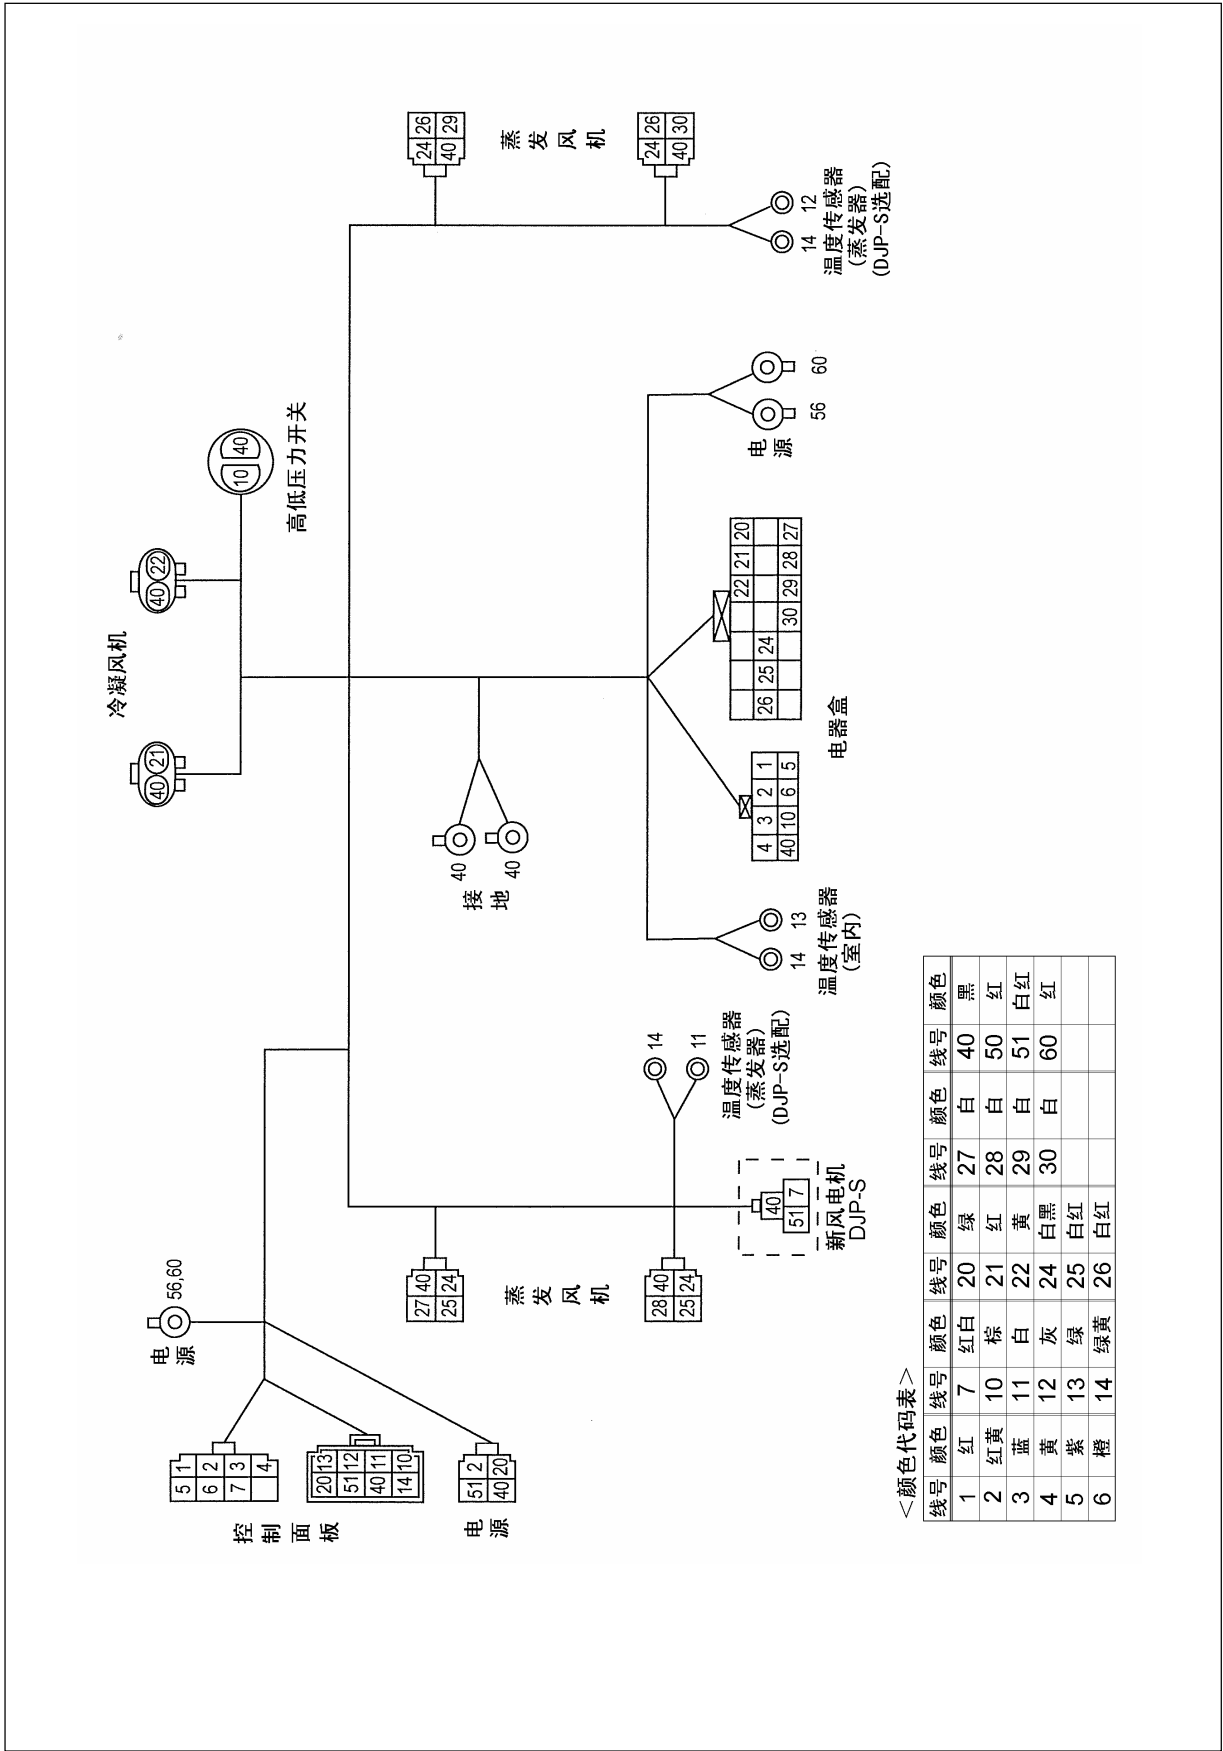 冷凝风机
40 21
40 22
10 40
高低压力开关
电源
56,60
5 1
6 2
7 3
4
20 13
51 12
40 11
14 10
控制面板
51 2
40 20
电源
27 40
25 24
蒸发风机
28 40
25 24
新风电机
DJP-S
40
51 7
14
11
温度传感器
(蒸发器)
(DJP-S选配)
40
40
接地
14 13
温度传感器
(室内)
4 3 2 1
40 10 6 5
22 21 20
26 25 24
30 29 28 27
电器盒
电源
56 60
24 26
40 29
蒸发风机
24 26
40 30
14 12
温度传感器
(蒸发器)
(DJP-S选配)
<颜色代码表>
线号 颜色 线号 颜色 线号 颜色 线号 颜色 线号 颜色
1 红 7 红白 20 绿 27 白 40 黑
2 红黄 10 棕 21 红 28 白 50 红
3 蓝 11 白 22 黄 29 白 51 白红
4 黄 12 灰 24 白黑 30 白 60 红
5 紫 13 绿 25 白红
6 橙 14 绿黄 26 白红